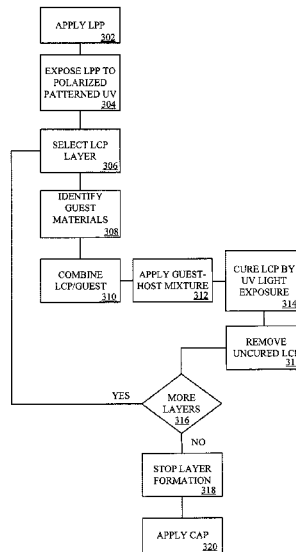 APPLY LPP
302
EXPOSE LPP TO
POLARIZED
PATTERNED UV
304
SELECT LCP
LAYER
306
IDENTIFY
GUEST
MATERIALS
308
COMBINE
LCP/GUEST
310
APPLY GUEST-
HOST MIXTURE
312
CURE LCP BY
UV LIGHT
EXPOSURE
314
REMOVE
UNCURED LCP
YES
MORE
LAYERS
316
NO
STOP LAYER
FORMATION
318
APPLY CAP
320